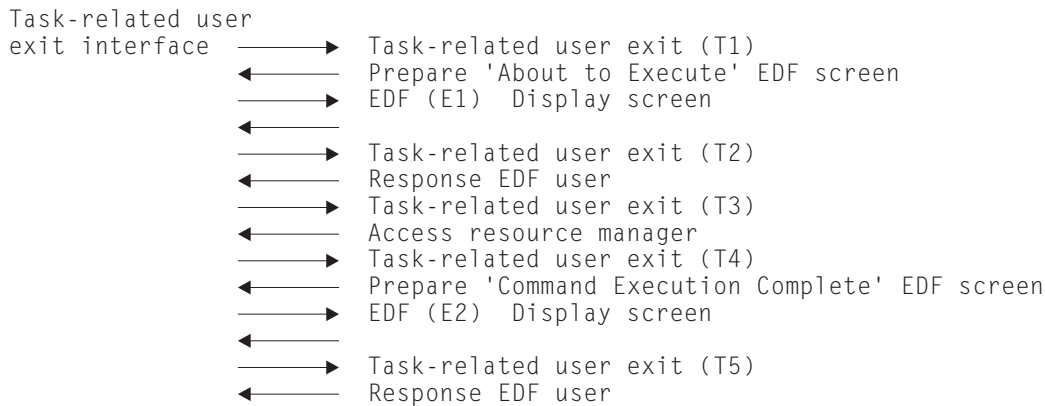 Task-related user
exit interface Task-related user exit (T1)
Prepare 'About to Execute' EDF screen
EDF (E1) Display screen
Task-related user exit (T2)
Response EDF user
Task-related user exit (T3)
Access resource manager
Task-related user exit (T4)
Prepare 'Command Execution Complete' EDF screen
EDF (E2) Display screen
Task-related user exit (T5)
Response EDF user